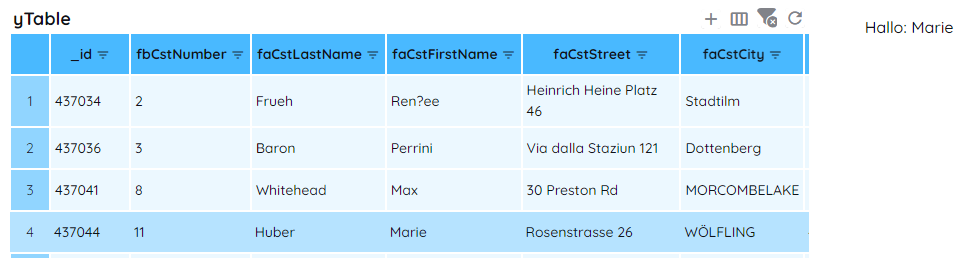 yTable
Hallo: Marie
_id fbCstNumber faCstLastName faCstFirstName faCstStreet faCstCity
1 437034 2 Frueh Ren?ee Heinrich Heine Platz 46 Stadtilm
2 437036 3 Baron Perrini Via dalla Staziun 121 Dottenberg
3 437041 8 Whitehead Max 30 Preston Rd MORCOMBELAKE
4 437044 11 Huber Marie Rosenstrasse 26 WÖLFLING